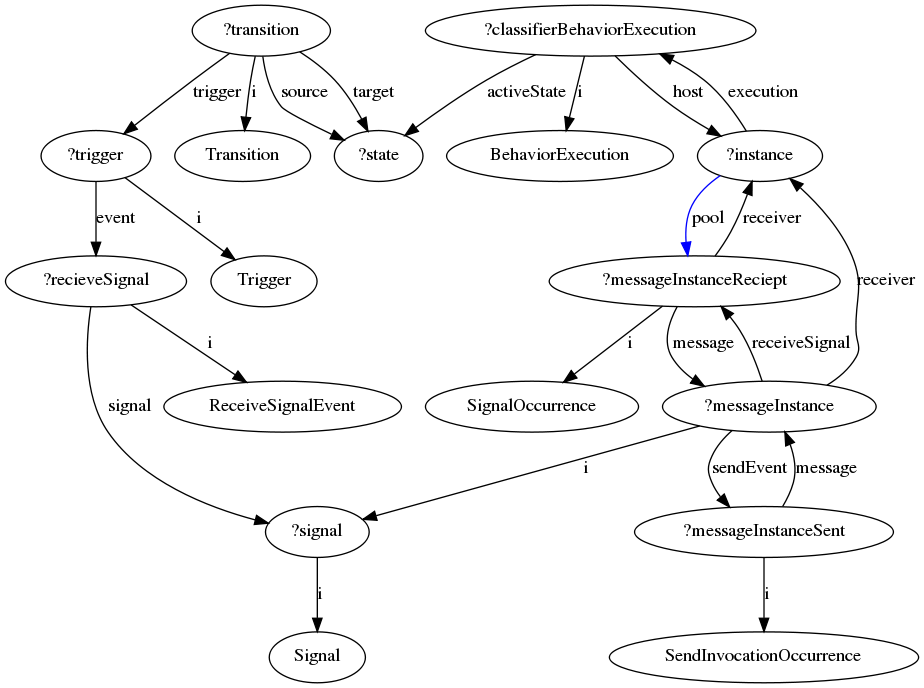 ?transition
?classifierBehaviorExecution
trigger
i
source
target
activeState
i
host
execution
?trigger
Transition
?state
BehaviorExecution
?instance
event
i
pool
receiver
?recieveSignal
Trigger
?messageInstanceReciept
receiver
i
i
message
receiveSignal
signal
ReceiveSignalEvent
SignalOccurrence
?messageInstance
i
sendEvent
message
?signal
?messageInstanceSent
i
i
Signal
SendInvocationOccurrence